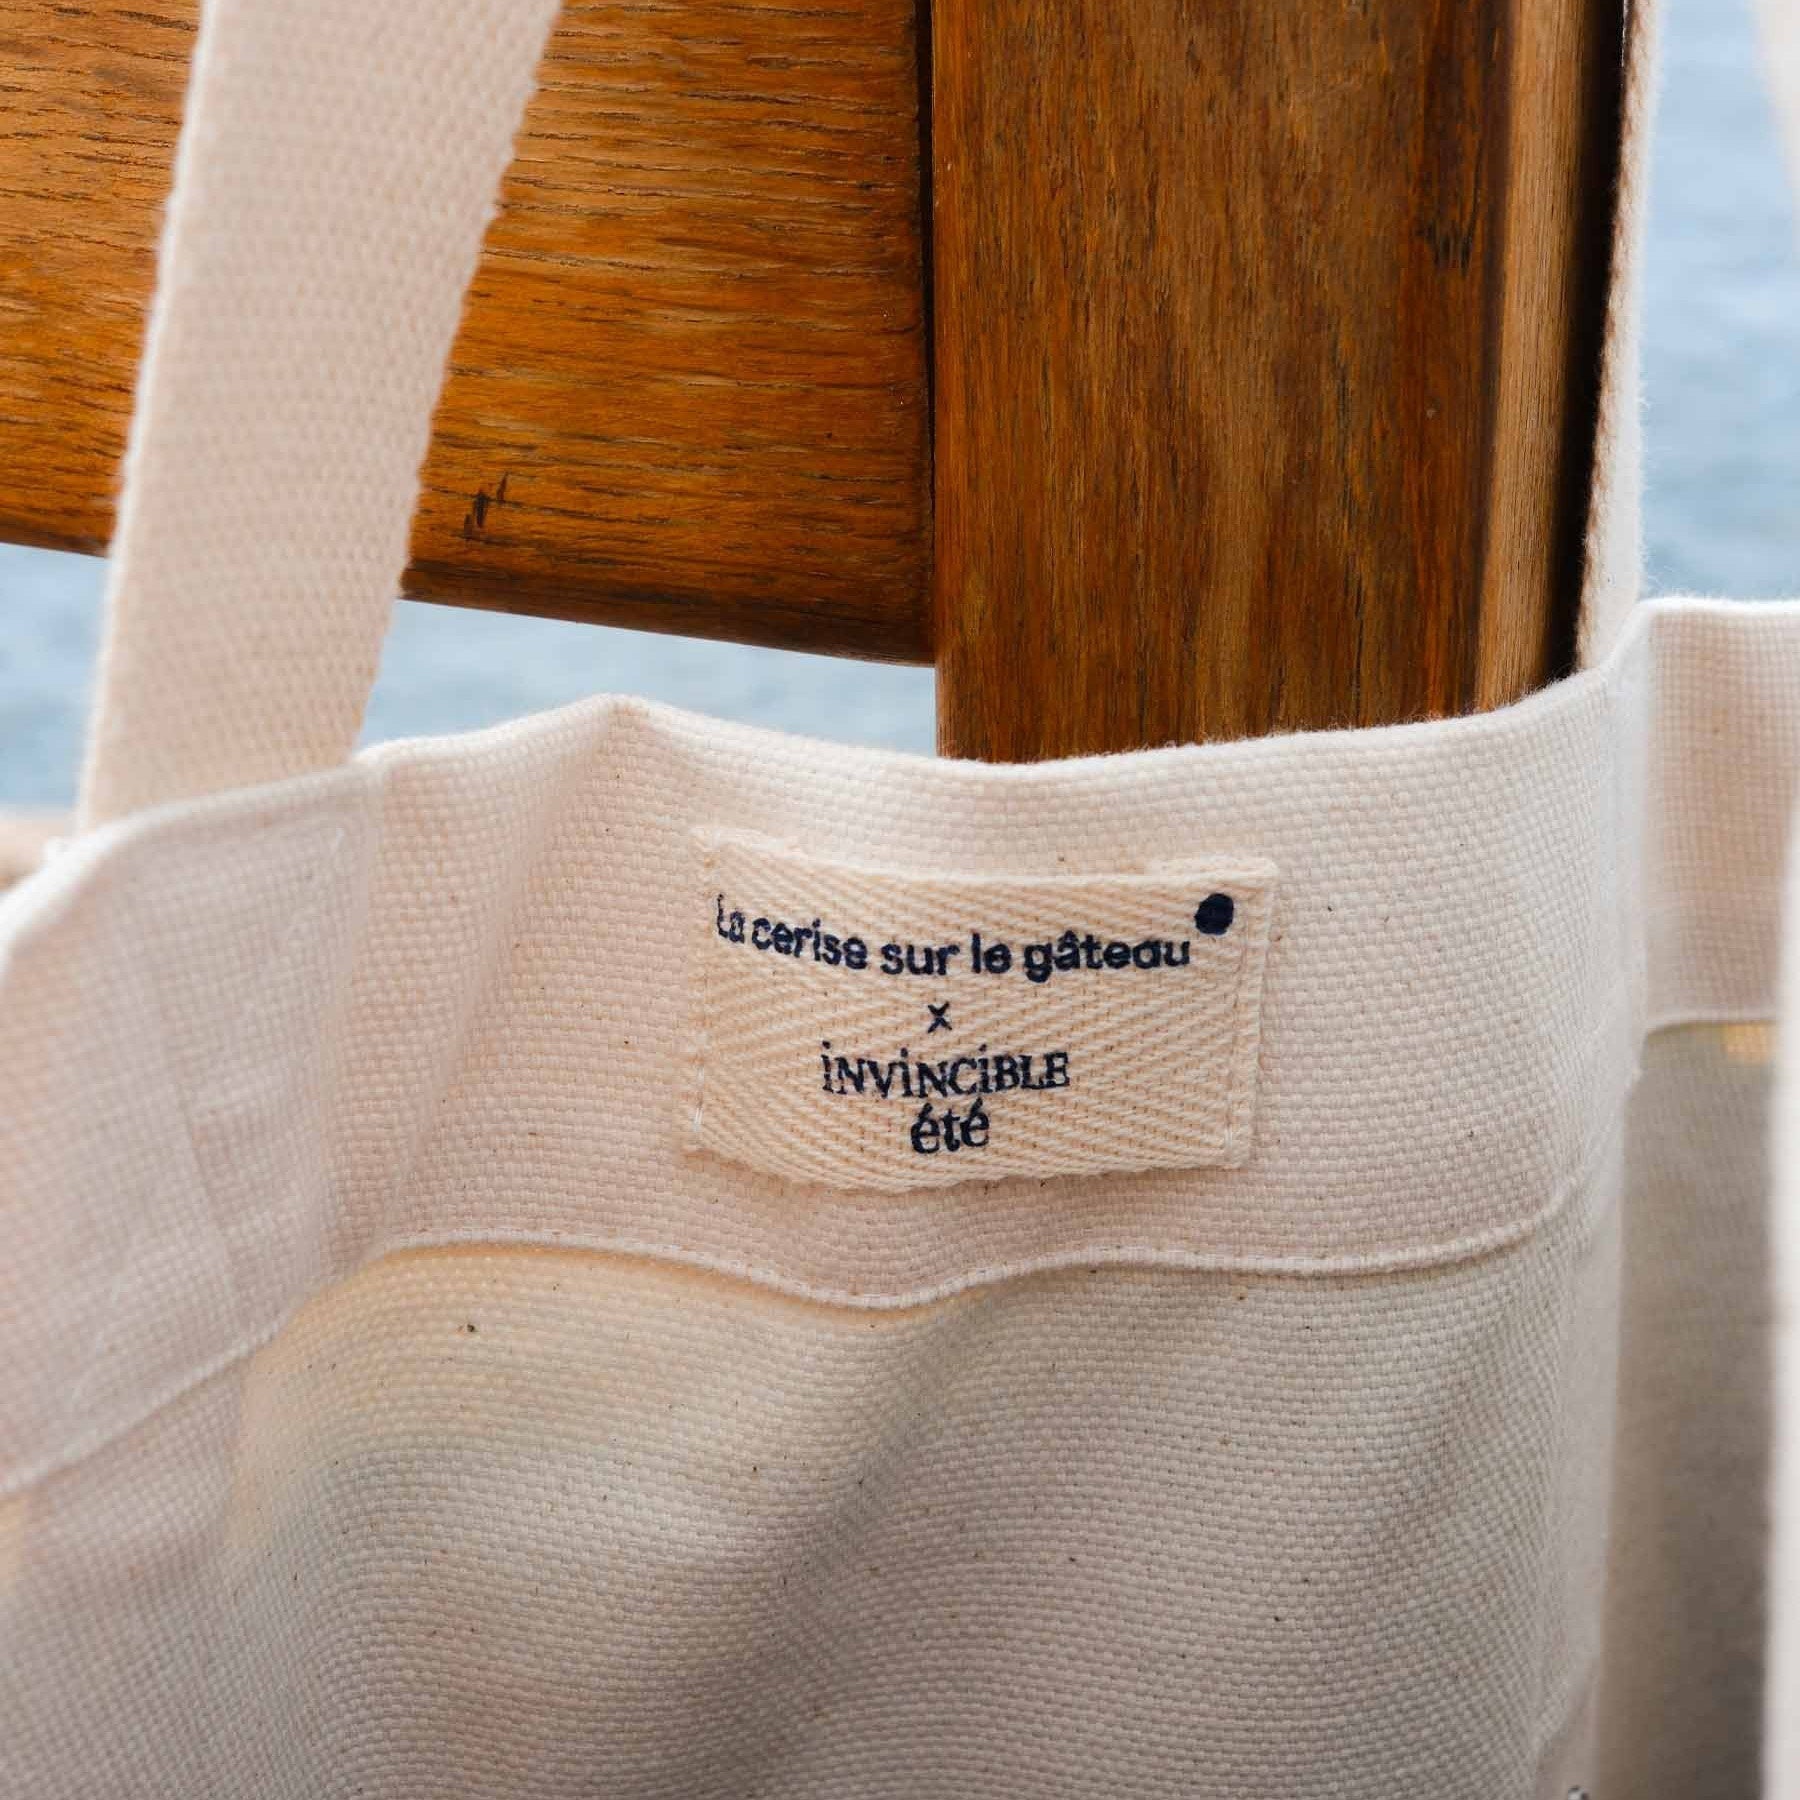 La cerise sur le gâteau
x
iNViNCiBLE
été